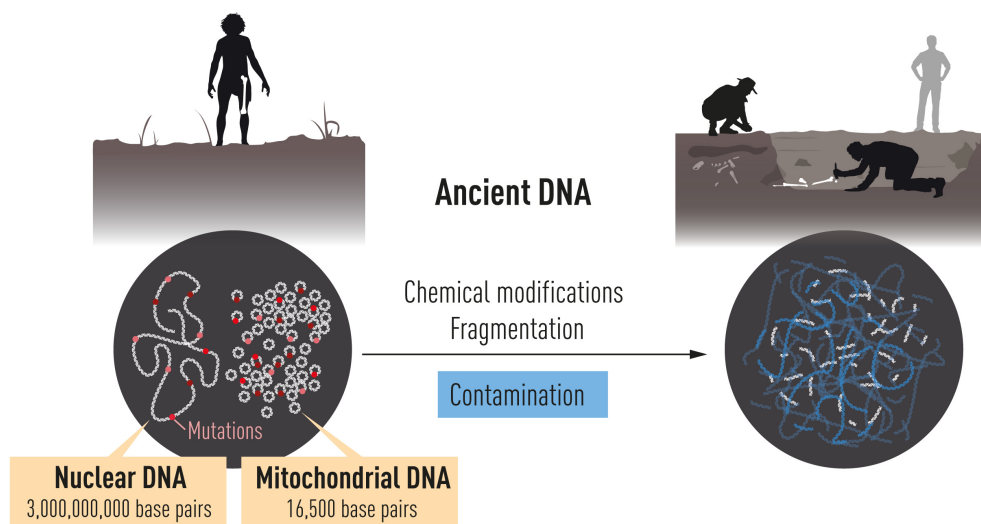 Ancient DNA
Chemical modifications
Fragmentation
Contamination
Mutations
Nuclear DNA
3,000,000,000 base pairs
Mitochondrial DNA
16,500 base pairs